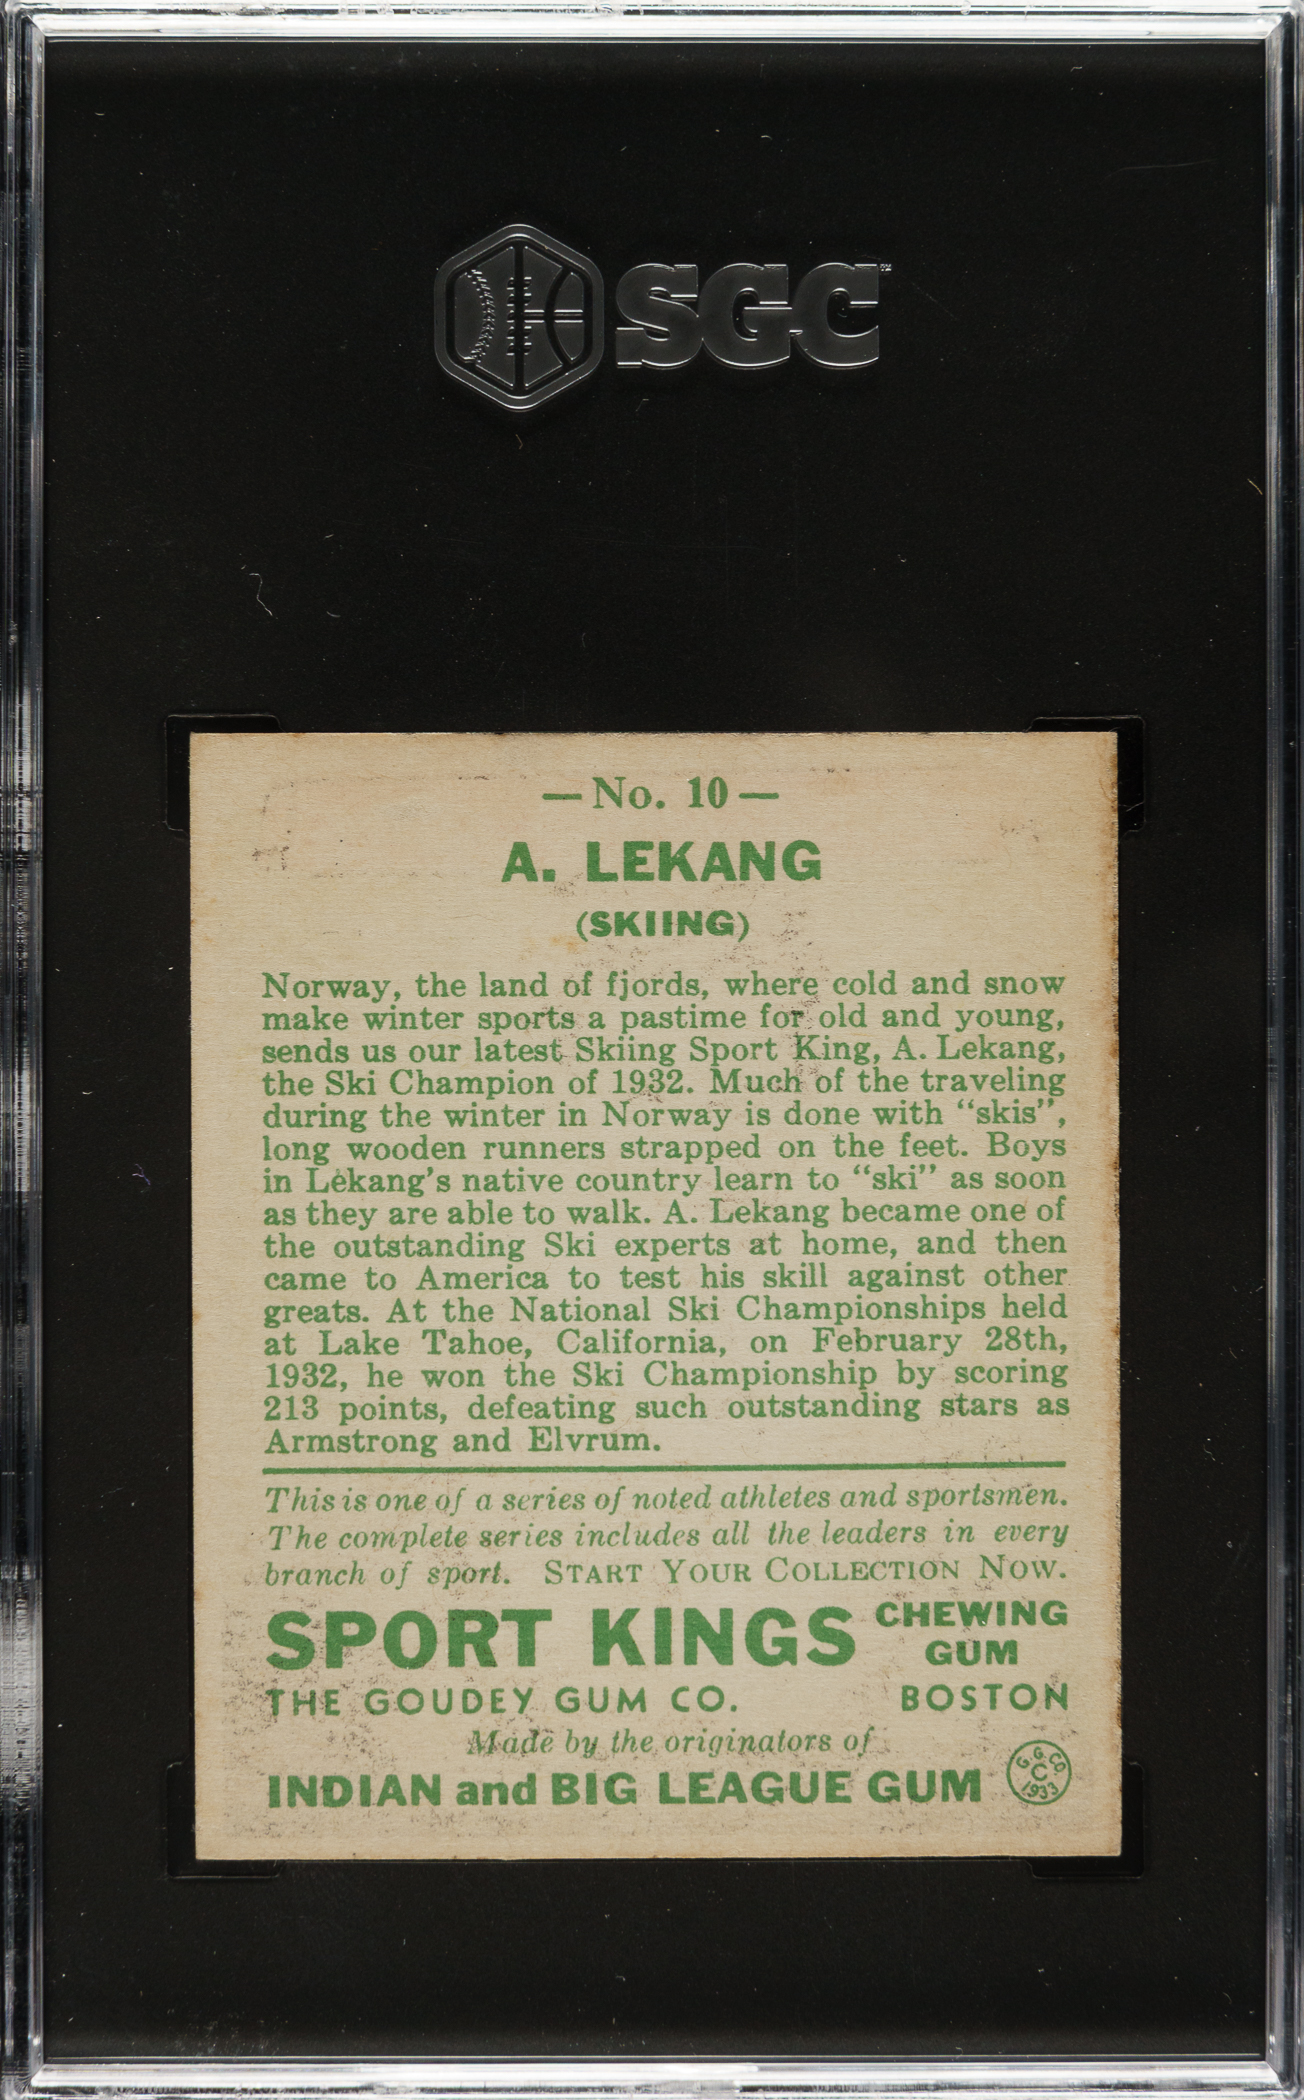 SGC™
— No. 10 —
A. LEKANG
(SKIING)
Norway, the land of fjords, where cold and snow
make winter sports a pastime for old and young,
sends us our latest Skiing Sport King, A. Lekang,
the Ski Champion of 1932. Much of the traveling
during the winter in Norway is done with “skis”,
long wooden runners strapped on the feet. Boys
in Lekang's native country learn to “ski” as soon
as they are able to walk. A. Lekang became one of
the outstanding Ski experts at home, and then
came to America to test his skill against other
greats. At the National Ski Championships held
at Lake Tahoe, California, on February 28th,
1932, he won the Ski Championship by scoring
213 points, defeating such outstanding stars as
Armstrong and Elvrum.
This is one of a series of noted athletes and sportsmen.
The complete series includes all the leaders in every
branch of sport. START YOUR COLLECTION NOW.
SPORT KINGS CHEWING GUM
THE GOUDEY GUM CO. BOSTON
Made by the originators of
INDIAN and BIG LEAGUE GUM
G. G. CO. C 1933